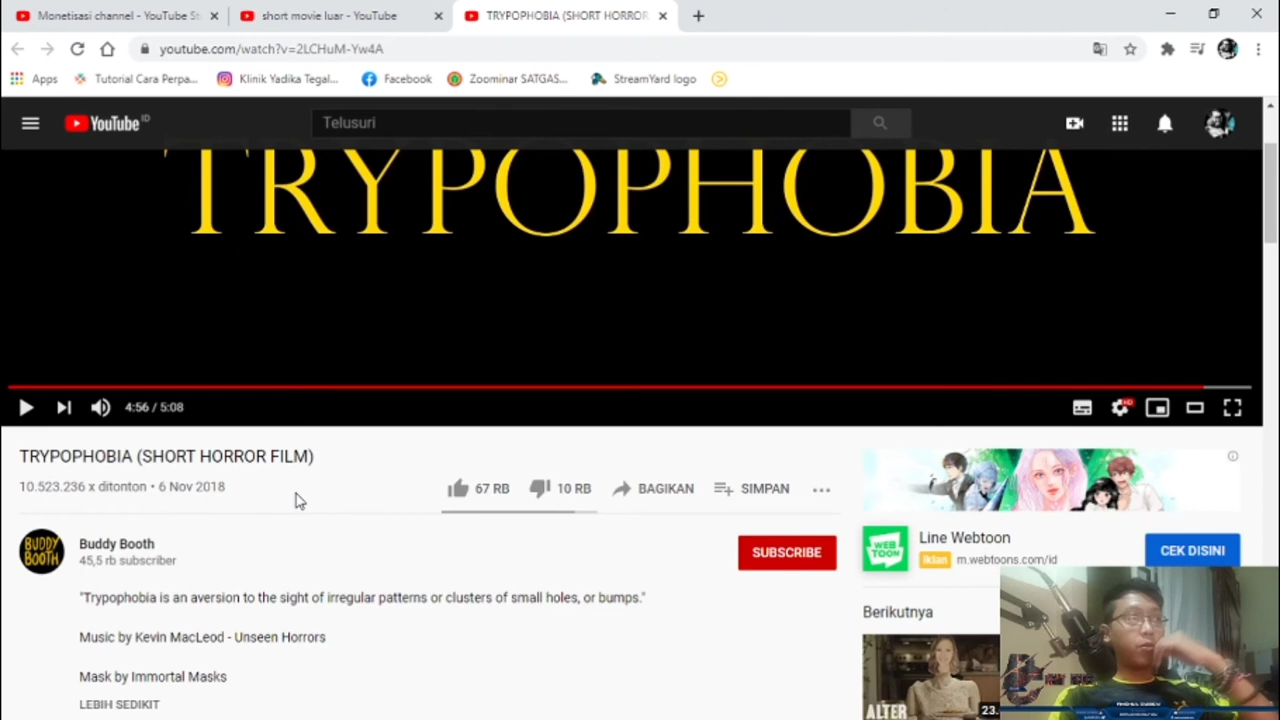 Monetisasi channel - YouTube St
short movie luar - YouTube
TRYPOPHOBIA (SHORT HORROR
youtube.com/watch?v=2LCHuM-Yw4A
Apps
Tutorial Cara Perpa...
Klinik Yadika Tegal...
Facebook
Zoominar SATGAS...
StreamYard logo
YouTube ID
Telusuri
TRYPOPHOBIA
4:56 / 5:08
HD
TRYPOPHOBIA (SHORT HORROR FILM)
10.523.236 x ditonton • 6 Nov 2018
67 RB
10 RB
BAGIKAN
SIMPAN
BUDDY BOOTH
Buddy Booth
45,5 rb subscriber
SUBSCRIBE
"Trypophobia is an aversion to the sight of irregular patterns or clusters of small holes, or bumps."
Music by Kevin MacLeod - Unseen Horrors
Mask by Immortal Masks
LEBIH SEDIKIT
WEB TOON
Line Webtoon
Iklan m.webtoons.com/id
CEK DISINI
Berikutnya
ALTER
23.